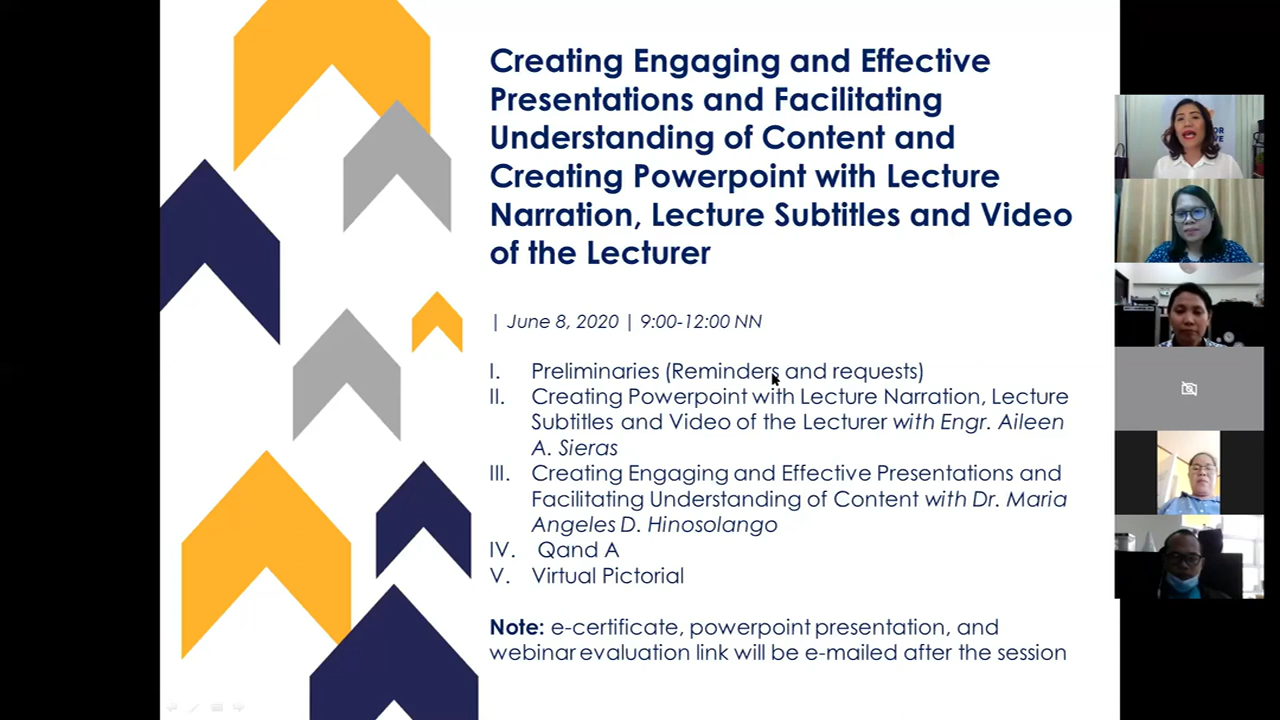 Creating Engaging and Effective
Presentations and Facilitating
Understanding of Content and
Creating Powerpoint with Lecture
Narration, Lecture Subtitles and Video
of the Lecturer
| June 8, 2020 | 9:00-12:00 NN
I. Preliminaries (Reminders and requests)
II. Creating Powerpoint with Lecture Narration, Lecture
Subtitles and Video of the Lecturer with Engr. Aileen
A. Sieras
III. Creating Engaging and Effective Presentations and
Facilitating Understanding of Content with Dr. Maria
Angeles D. Hinosolango
IV. Qand A
V. Virtual Pictorial
Note: e-certificate, powerpoint presentation, and
webinar evaluation link will be e-mailed after the session